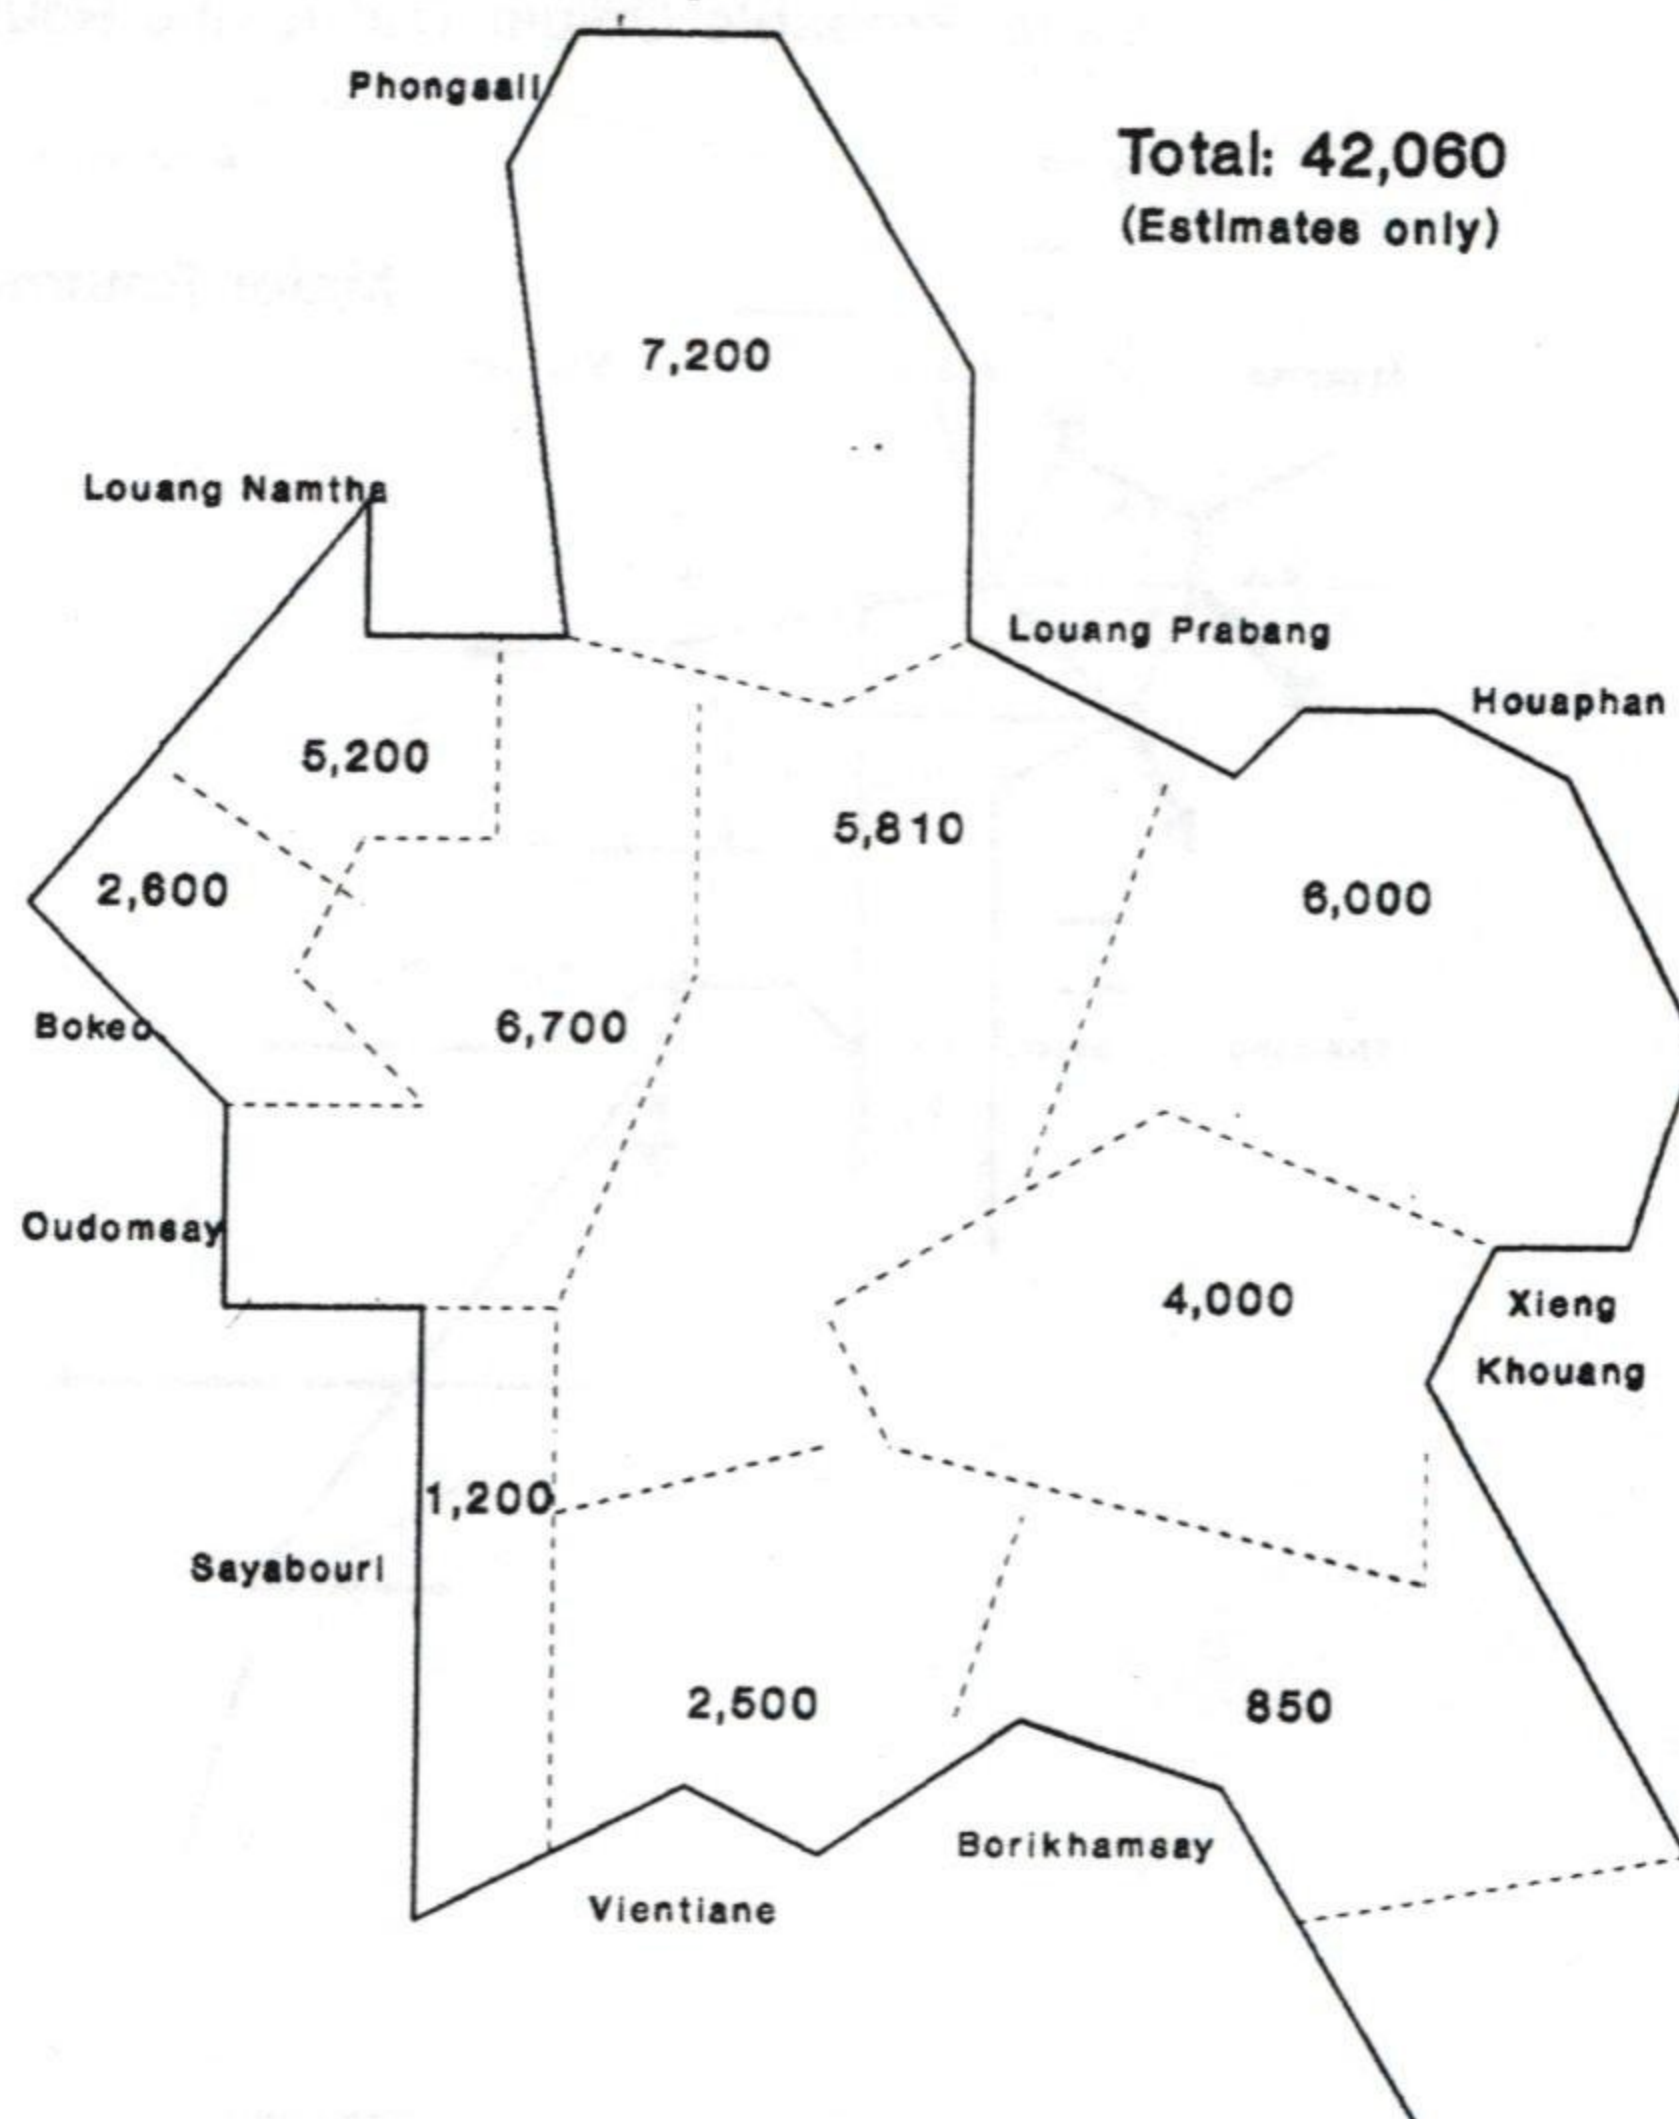 Phongsali
Total: 42,060
(Estimates only)
7,200
Louang Namtha
Louang Prabang
Houaphan
5,200
5,810
2,600
6,000
Bokeo
6,700
Oudomsay
4,000
Xieng
Khouang
1,200
Sayabouri
2,500
850
Borikhamsay
Vientiane